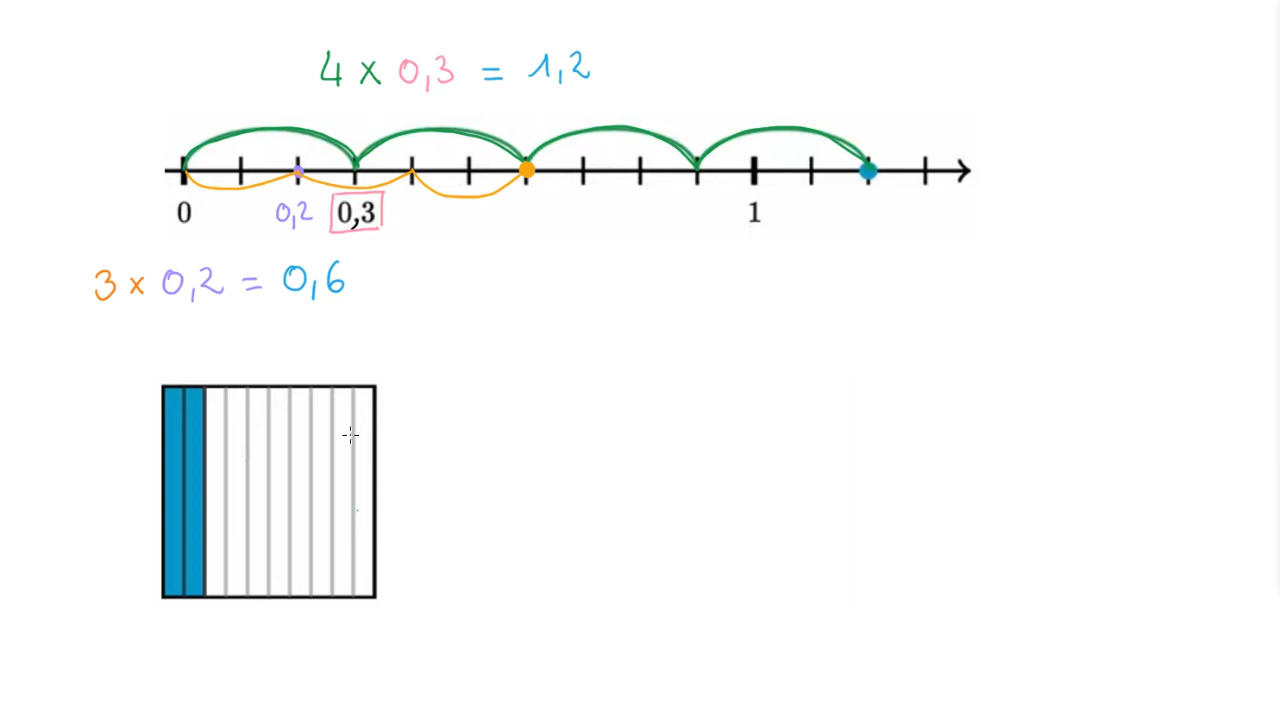 4 × 0,3 = 1,2
0 0,2 0,3 1
3 × 0,2 = 0,6